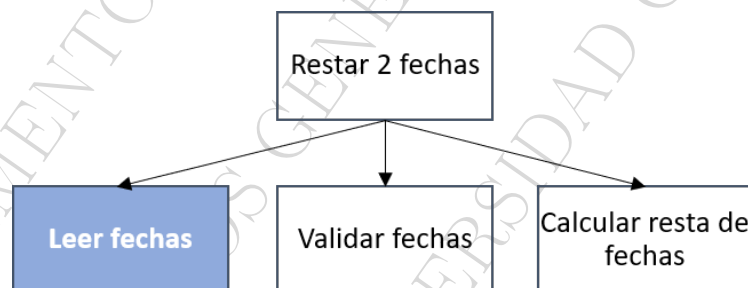 Restar 2 fechas
Leer fechas
Validar fechas
Calcular resta de
fechas